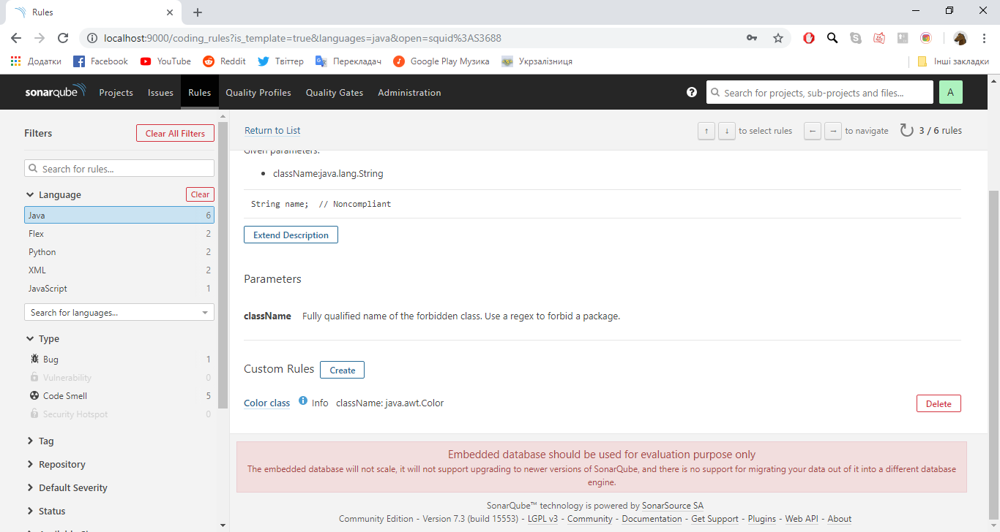 Rules
localhost:9000/coding_rules?is_template=true&languages=java&open=squid%3AS3688
Додатки Facebook YouTube Reddit Твіттер Перекладач Google Play Музика Укрзалізниця Інші закладки
sonarqube Projects Issues Rules Quality Profiles Quality Gates Administration ? Search for projects, sub-projects and files... A
Filters Clear All Filters
Search for rules...
Language Clear
Java 6
Flex 2
Python 2
XML 2
JavaScript 1
Search for languages...
Type
Bug 1
Vulnerability 0
Code Smell 5
Security Hotspot 0
Tag
Repository
Default Severity
Status
Return to List ↑ ↓ to select rules ← → to navigate 3 / 6 rules
Given parameters:
• className:java.lang.String
String name;  // Noncompliant
Extend Description
Parameters
className Fully qualified name of the forbidden class. Use a regex to forbid a package.
Custom Rules Create
Color class Info className: java.awt.Color Delete
Embedded database should be used for evaluation purpose only
The embedded database will not scale, it will not support upgrading to newer versions of SonarQube, and there is no support for migrating your data out of it into a different database
engine.
SonarQube™ technology is powered by SonarSource SA
Community Edition - Version 7.3 (build 15553) - LGPL v3 - Community - Documentation - Get Support - Plugins - Web API - About